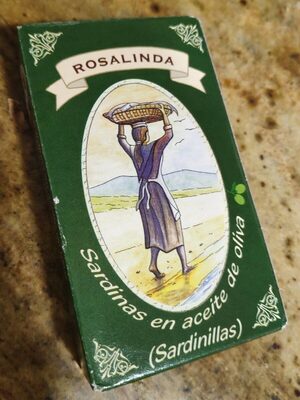 ROSALINDA
Sardinas en aceite de oliva
(Sardinillas)